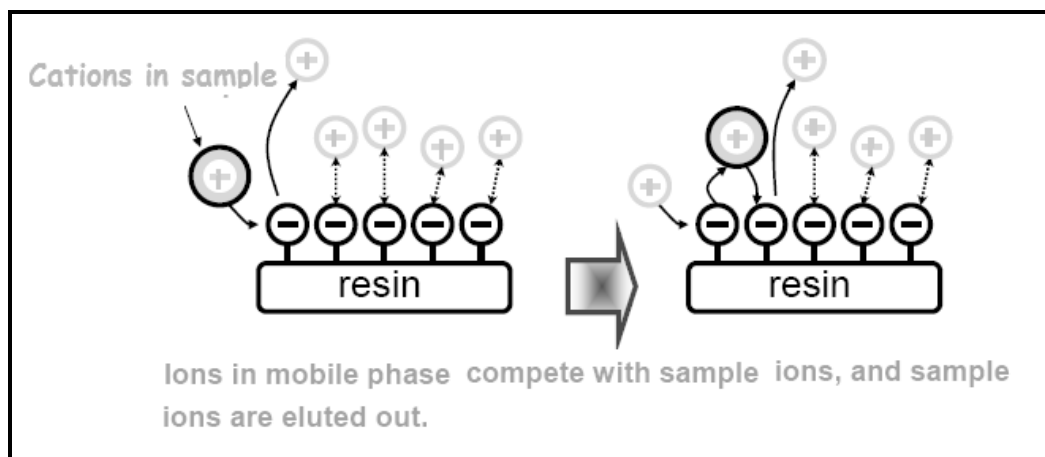 Cations in sample
resin
resin
Ions in mobile phase compete with sample ions, and sample
ions are eluted out.